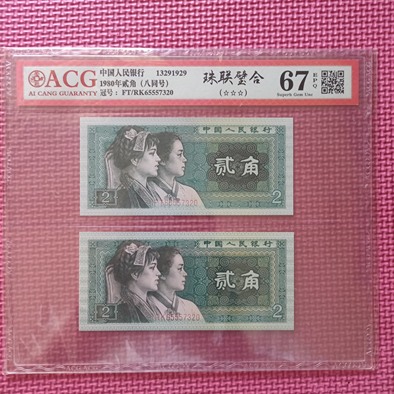 ACG
AI CANG GUARANTY
中国人民银行 13291929
1980年贰角（八同号）
冠号：FT/RK65557320
珠联璧合
(☆☆☆)
67 EPQ
Superb Gem Unc
中国人民银行
贰角
2 2
中国人民银行
贰角
2 2